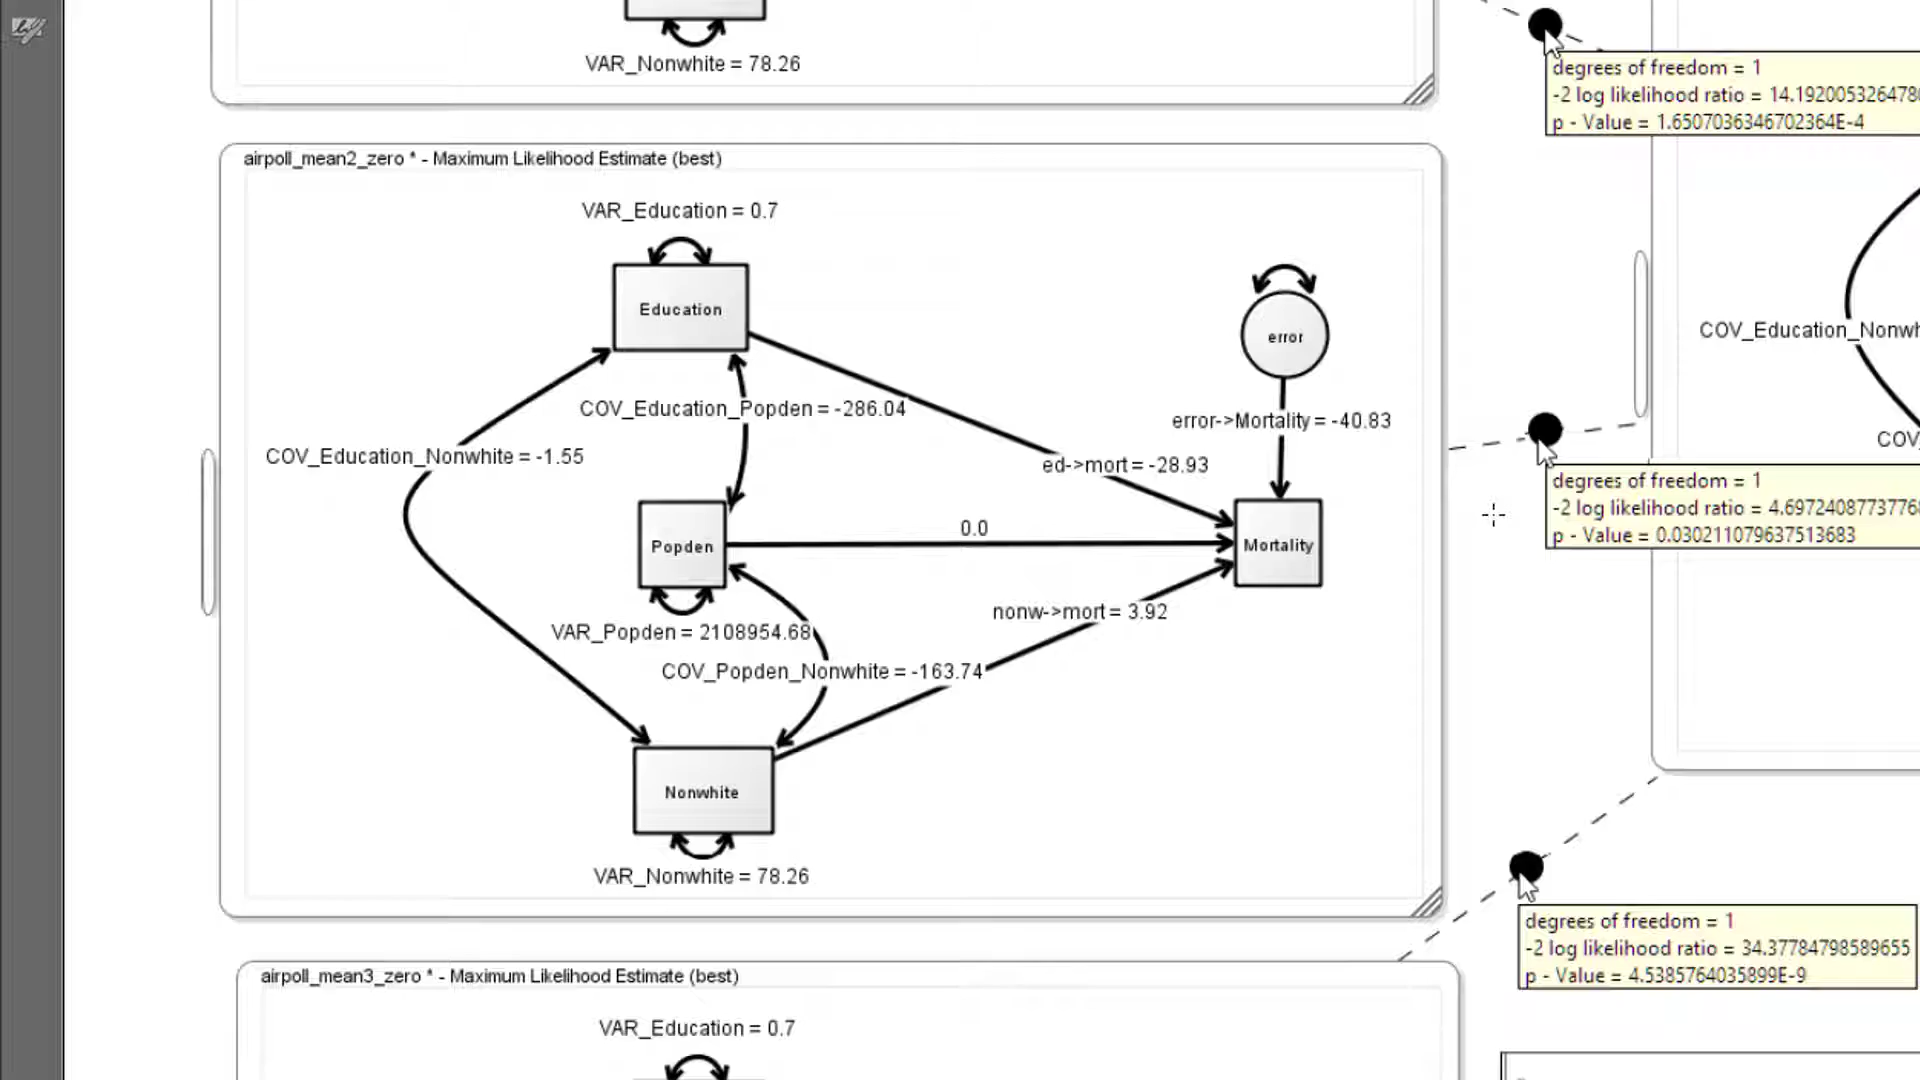 VAR_Nonwhite = 78.26
degrees of freedom = 1
-2 log likelihood ratio = 14.192005326478
p - Value = 1.6507036346702364E-4
airpoll_mean2_zero * - Maximum Likelihood Estimate (best)
VAR_Education = 0.7
Education
error
COV_Education_Nonwh
COV_Education_Popden = -286.04
error->Mortality = -40.83
COV_
COV_Education_Nonwhite = -1.55
ed->mort = -28.93
degrees of freedom = 1
-2 log likelihood ratio = 4.697240877377
p - Value = 0.030211079637513683
0.0
Popden
Mortality
nonw->mort = 3.92
VAR_Popden = 2108954.68
COV_Popden_Nonwhite = -163.74
Nonwhite
VAR_Nonwhite = 78.26
degrees of freedom = 1
-2 log likelihood ratio = 34.37784798589655
p - Value = 4.5385764035899E-9
airpoll_mean3_zero * - Maximum Likelihood Estimate (best)
VAR_Education = 0.7